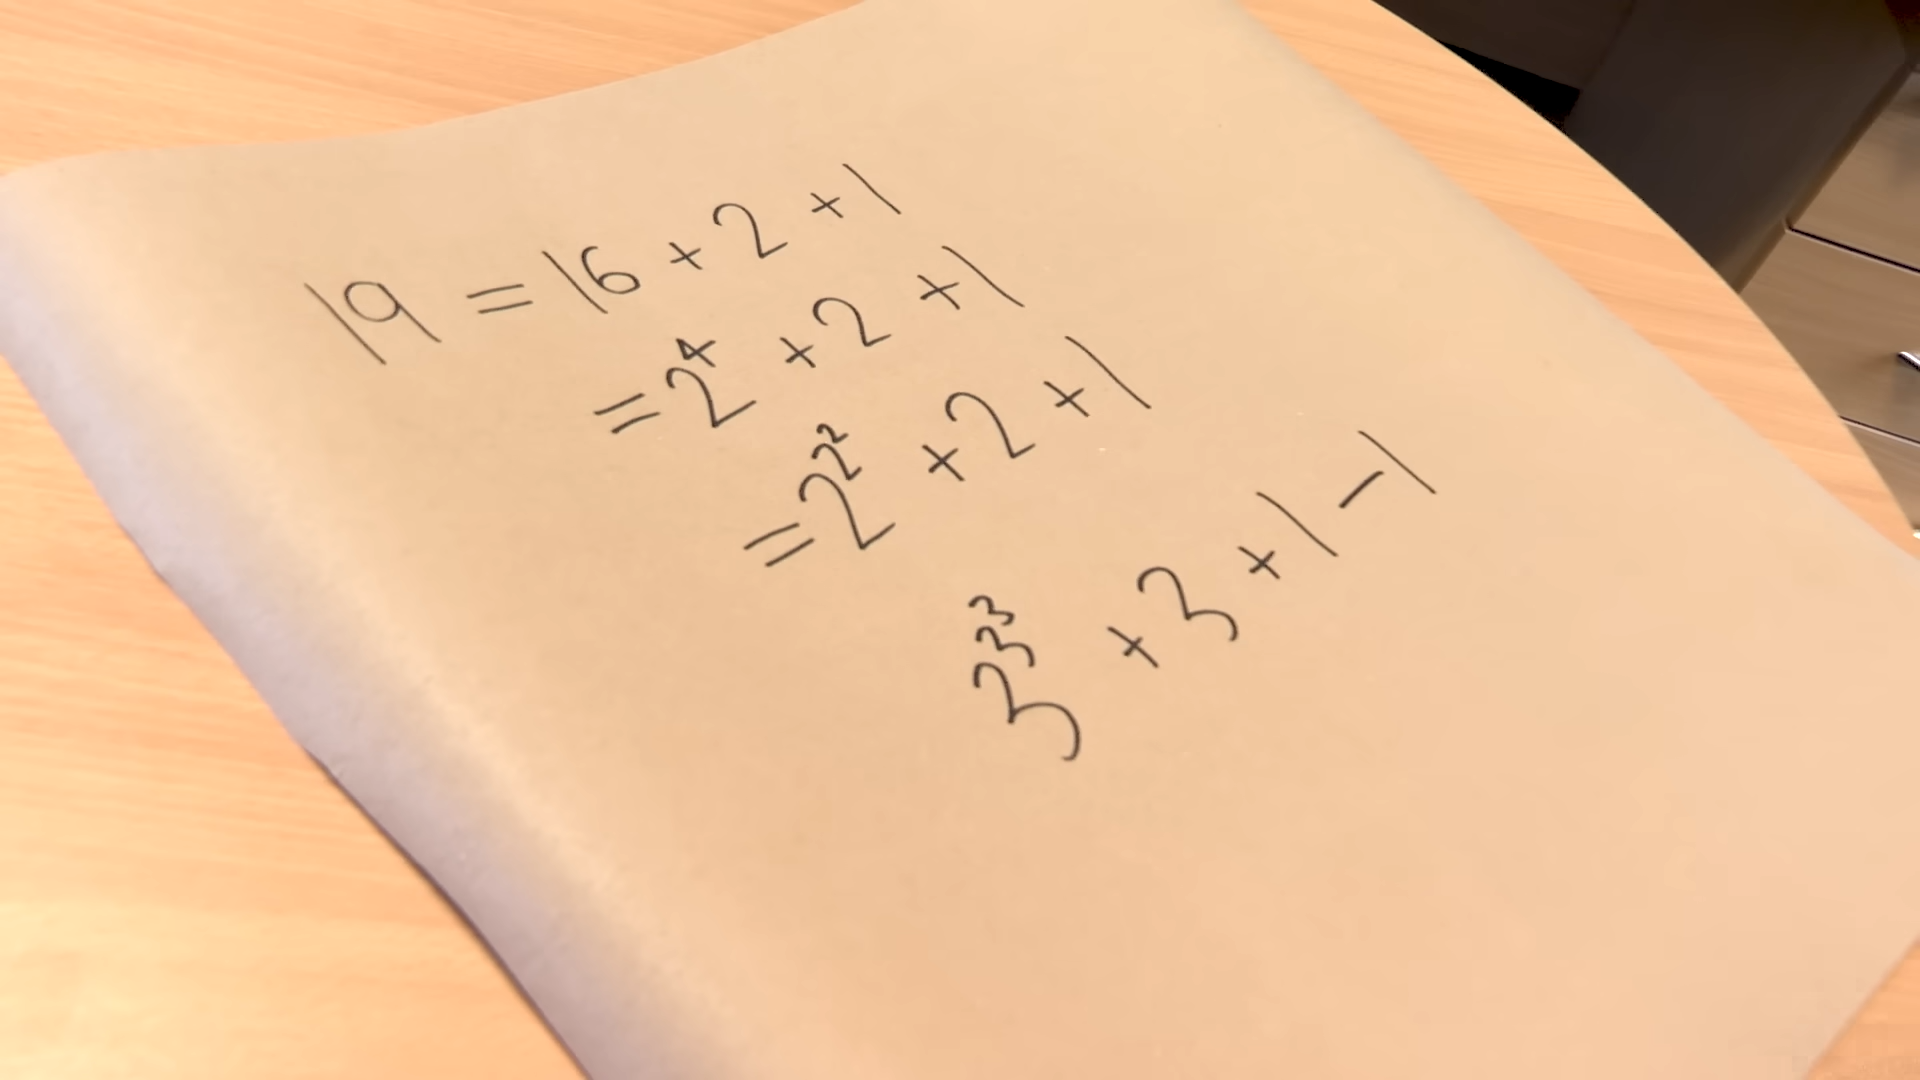 19 = 16 + 2 + 1
= 2^4 + 2 + 1
= 2^2^2 + 2 + 1
3^3^3 + 3 + 1 - 1